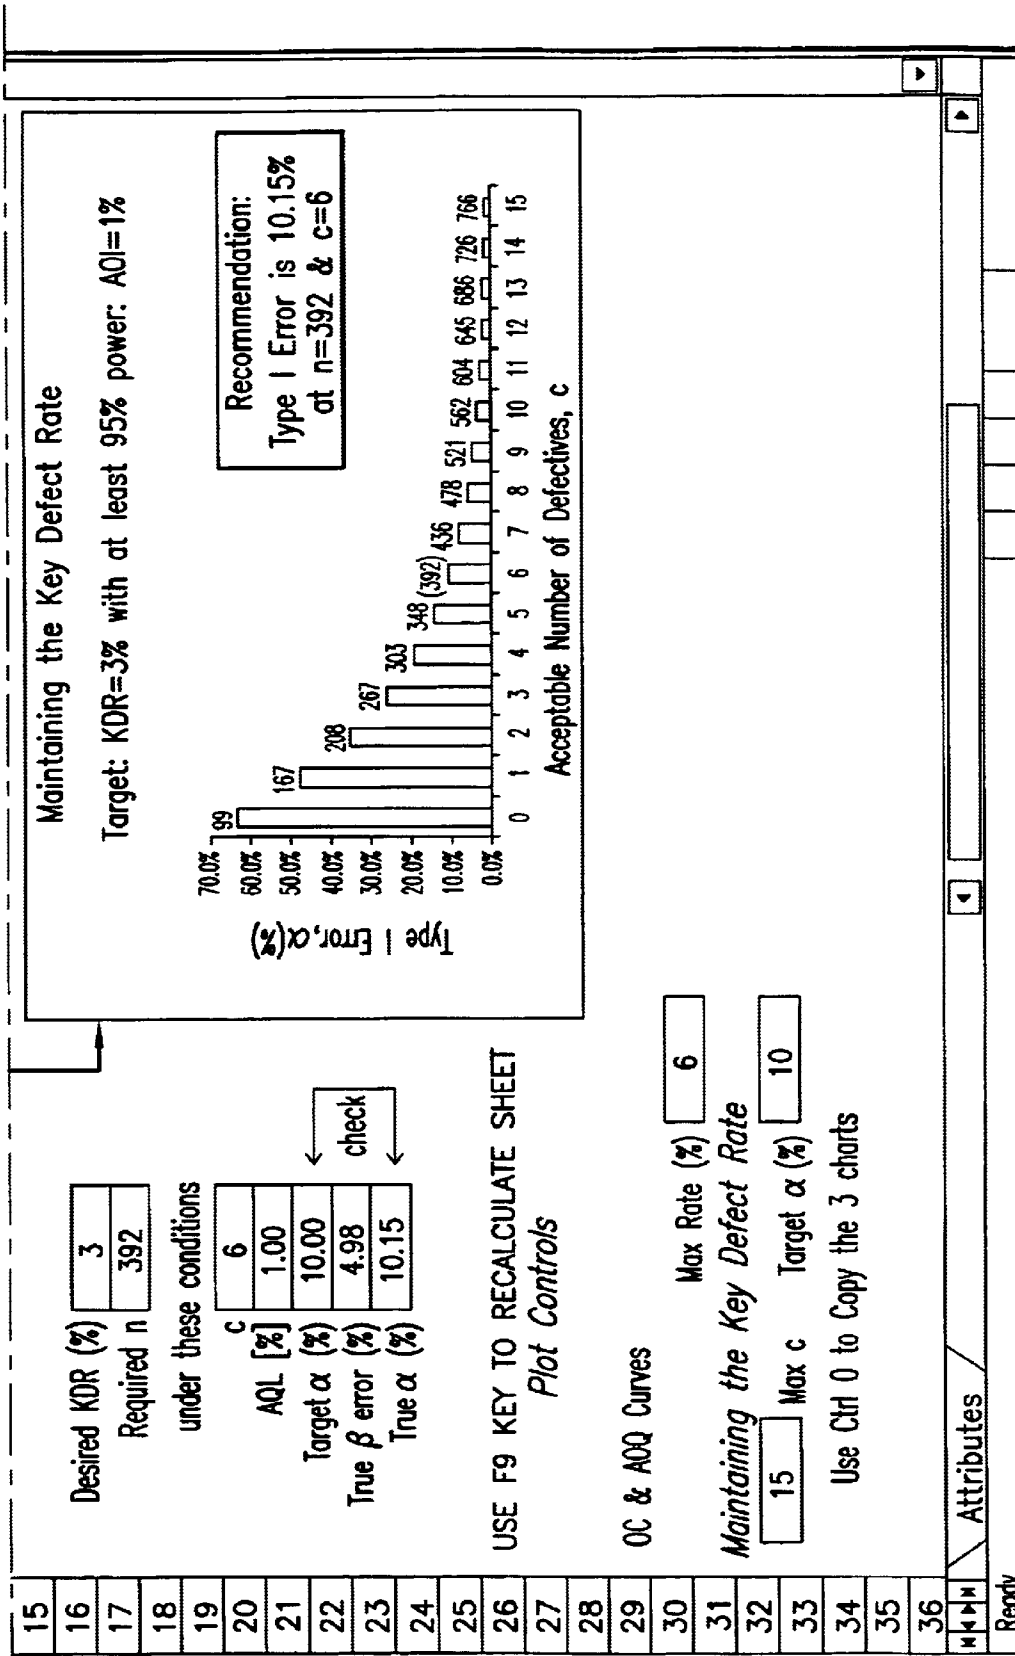 15
16
17
18
19
20
21
22
23
24
25
26
27
28
29
30
31
32
33
34
35
36
Desired KDR (%) 3
Required n 392
under these conditions
c 6
AQL [%] 1.00
Target α (%) 10.00
True β error (%) 4.98
True α (%) 10.15
check
USE F9 KEY TO RECALCULATE SHEET
Plot Controls
OC & AOQ Curves
Max Rate (%) 6
Maintaining the Key Defect Rate
15 Max c Target α (%) 10
Use Ctrl O to Copy the 3 charts
Maintaining the Key Defect Rate
Target: KDR=3% with at least 95% power: AOI=1%
Recommendation:
Type I Error is 10.15%
at n=392 & c=6
Type I Error, α(%)
70.0%
60.0%
50.0%
40.0%
30.0%
20.0%
10.0%
0.0%
99 167 208 267 303 348 (392) 436 478 521 562 604 645 686 726 766
0 1 2 3 4 5 6 7 8 9 10 11 12 13 14 15
Acceptable Number of Defectives, c
Attributes
Ready